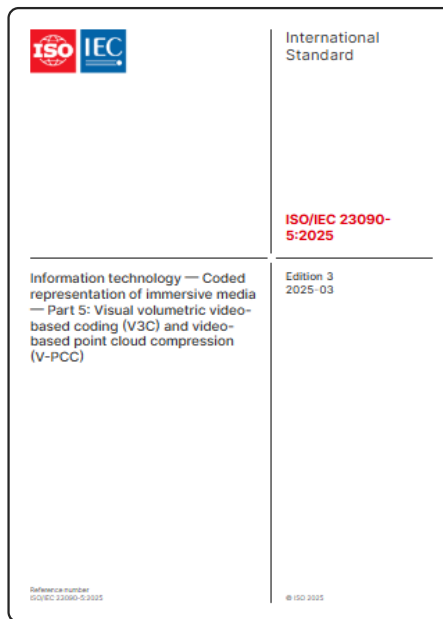 ISO IEC
International
Standard
ISO/IEC 23090-
5:2025
Information technology — Coded
representation of immersive media
— Part 5: Visual volumetric video-
based coding (V3C) and video-
based point cloud compression
(V-PCC)
Edition 3
2025-03
Reference number
ISO/IEC 23090-5:2025
© ISO 2025